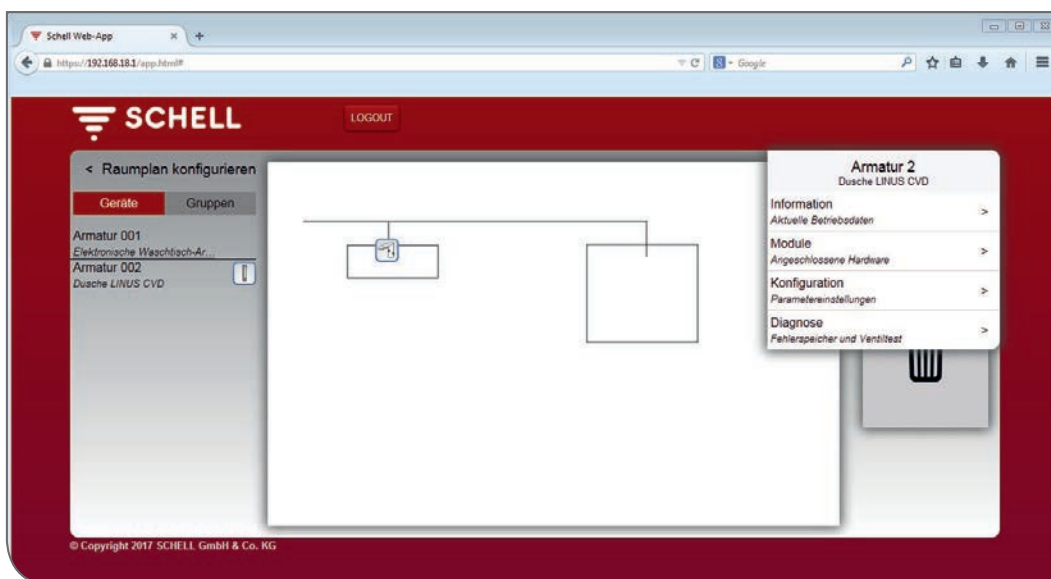 Schell Web-App
https://192.168.18.1/app.html#
Google
SCHELL
LOGOUT
< Raumplan konfigurieren
Geräte Gruppen
Armatur 001
Elektronische Waschtisch-Ar...
Armatur 002
Dusche LINUS CVD
Armatur 2
Dusche LINUS CVD
Information
Aktuelle Betriebsdaten
>
Module
Angeschlossene Hardware
>
Konfiguration
Parametereinstellungen
>
Diagnose
Fehlerspeicher und Ventiltest
>
© Copyright 2017 SCHELL GmbH & Co. KG